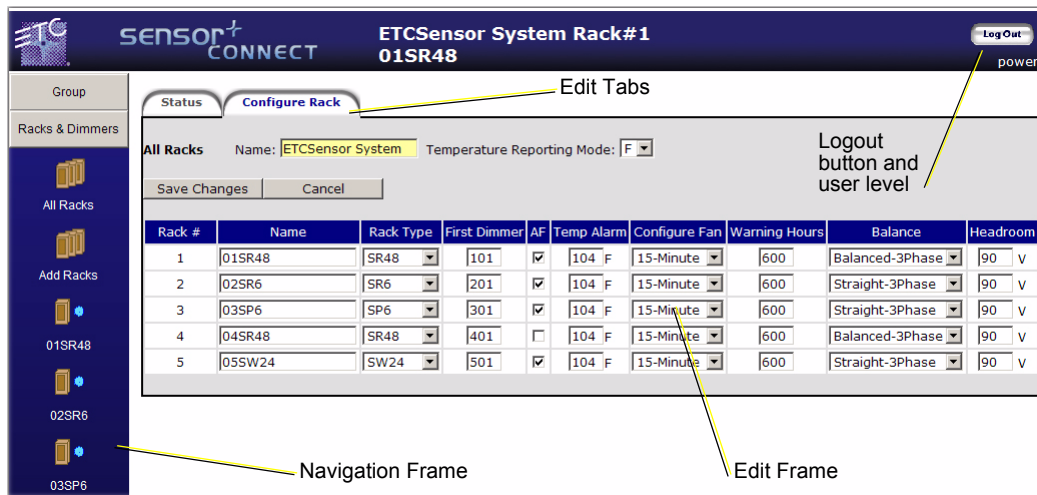 ETC sensor+ CONNECT
ETCSensor System Rack#1
01SR48
Log Out
power
Group
Racks & Dimmers
All Racks
Add Racks
01SR48
02SR6
03SP6
Status Configure Rack
Edit Tabs
All Racks Name: ETCSensor System Temperature Reporting Mode: F
Logout
button and
user level
Save Changes Cancel
Rack # Name Rack Type First Dimmer AF Temp Alarm Configure Fan Warning Hours Balance Headroom
1 01SR48 SR48 101 104 F 15-Minute 600 Balanced-3Phase 90 V
2 02SR6 SR6 201 104 F 15-Minute 600 Straight-3Phase 90 V
3 03SP6 SP6 301 104 F 15-Minute 600 Straight-3Phase 90 V
4 04SR48 SR48 401 104 F 15-Minute 600 Balanced-3Phase 90 V
5 05SW24 SW24 501 104 F 15-Minute 600 Straight-3Phase 90 V
Navigation Frame
Edit Frame